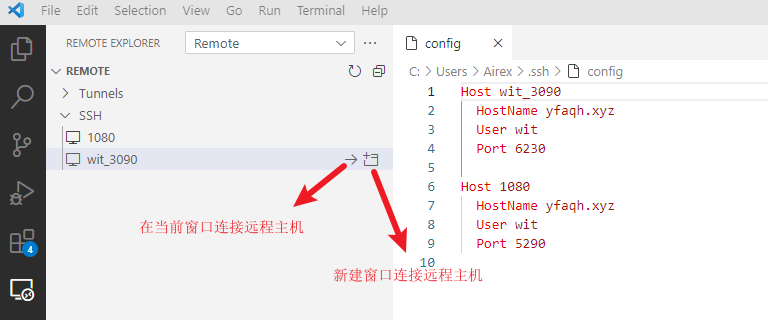 File Edit Selection View Go Run Terminal Help
REMOTE EXPLORER
Remote
REMOTE
Tunnels
SSH
1080
wit_3090
在当前窗口连接远程主机
新建窗口连接远程主机
4
config
C: > Users > Airex > .ssh > config
1 Host wit_3090
2 HostName yfaqh.xyz
3 User wit
4 Port 6230
5
6 Host 1080
7 HostName yfaqh.xyz
8 User wit
9 Port 5290
10